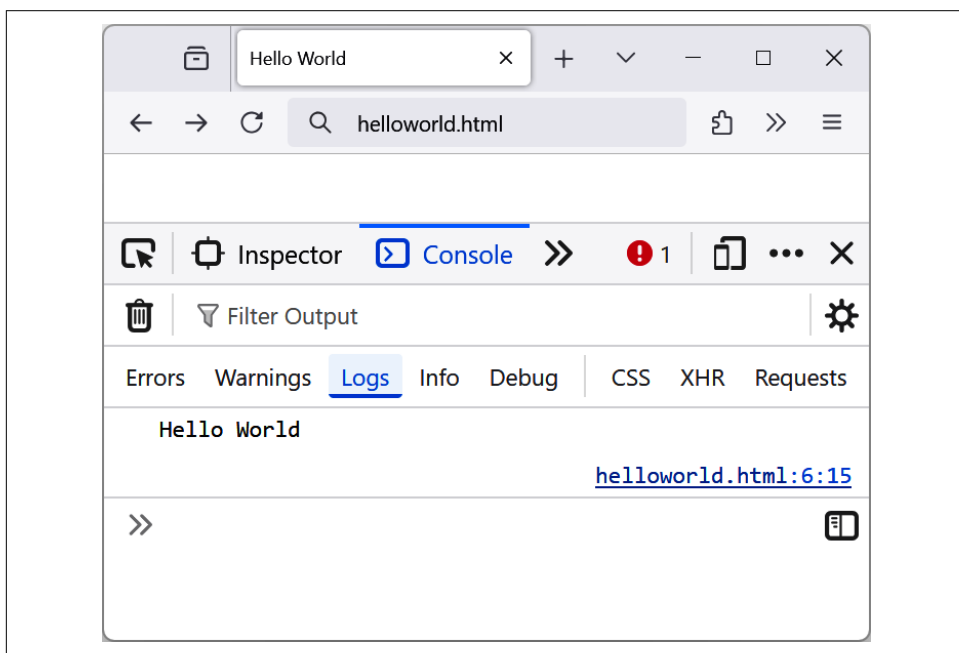 Hello World
helloworld.html
Inspector Console 1
Filter Output
Errors Warnings Logs Info Debug CSS XHR Requests
Hello World
helloworld.html:6:15